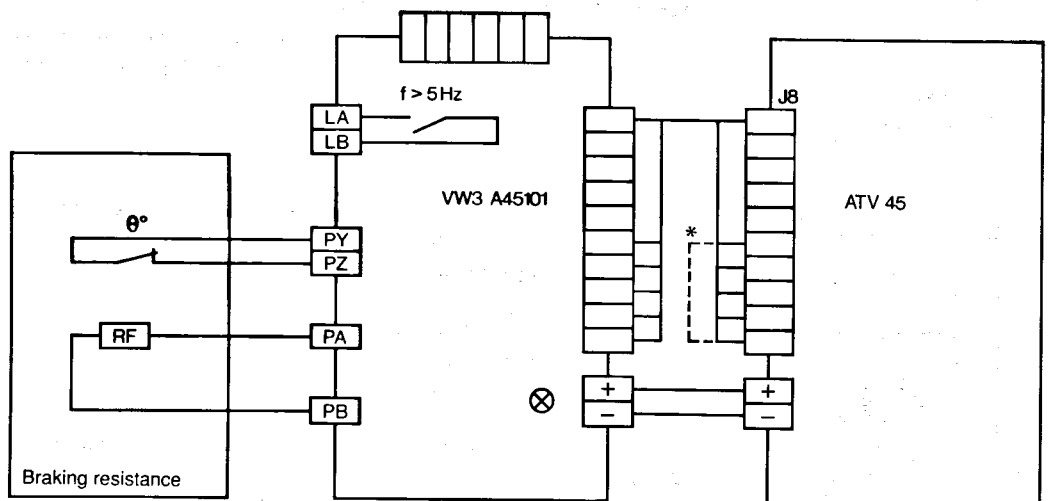 f > 5Hz
J8
LA
LB
VW3 A45101
ATV 45
θ°
PY
PZ
*
RF
PA
+
+
−
−
PB
Braking resistance